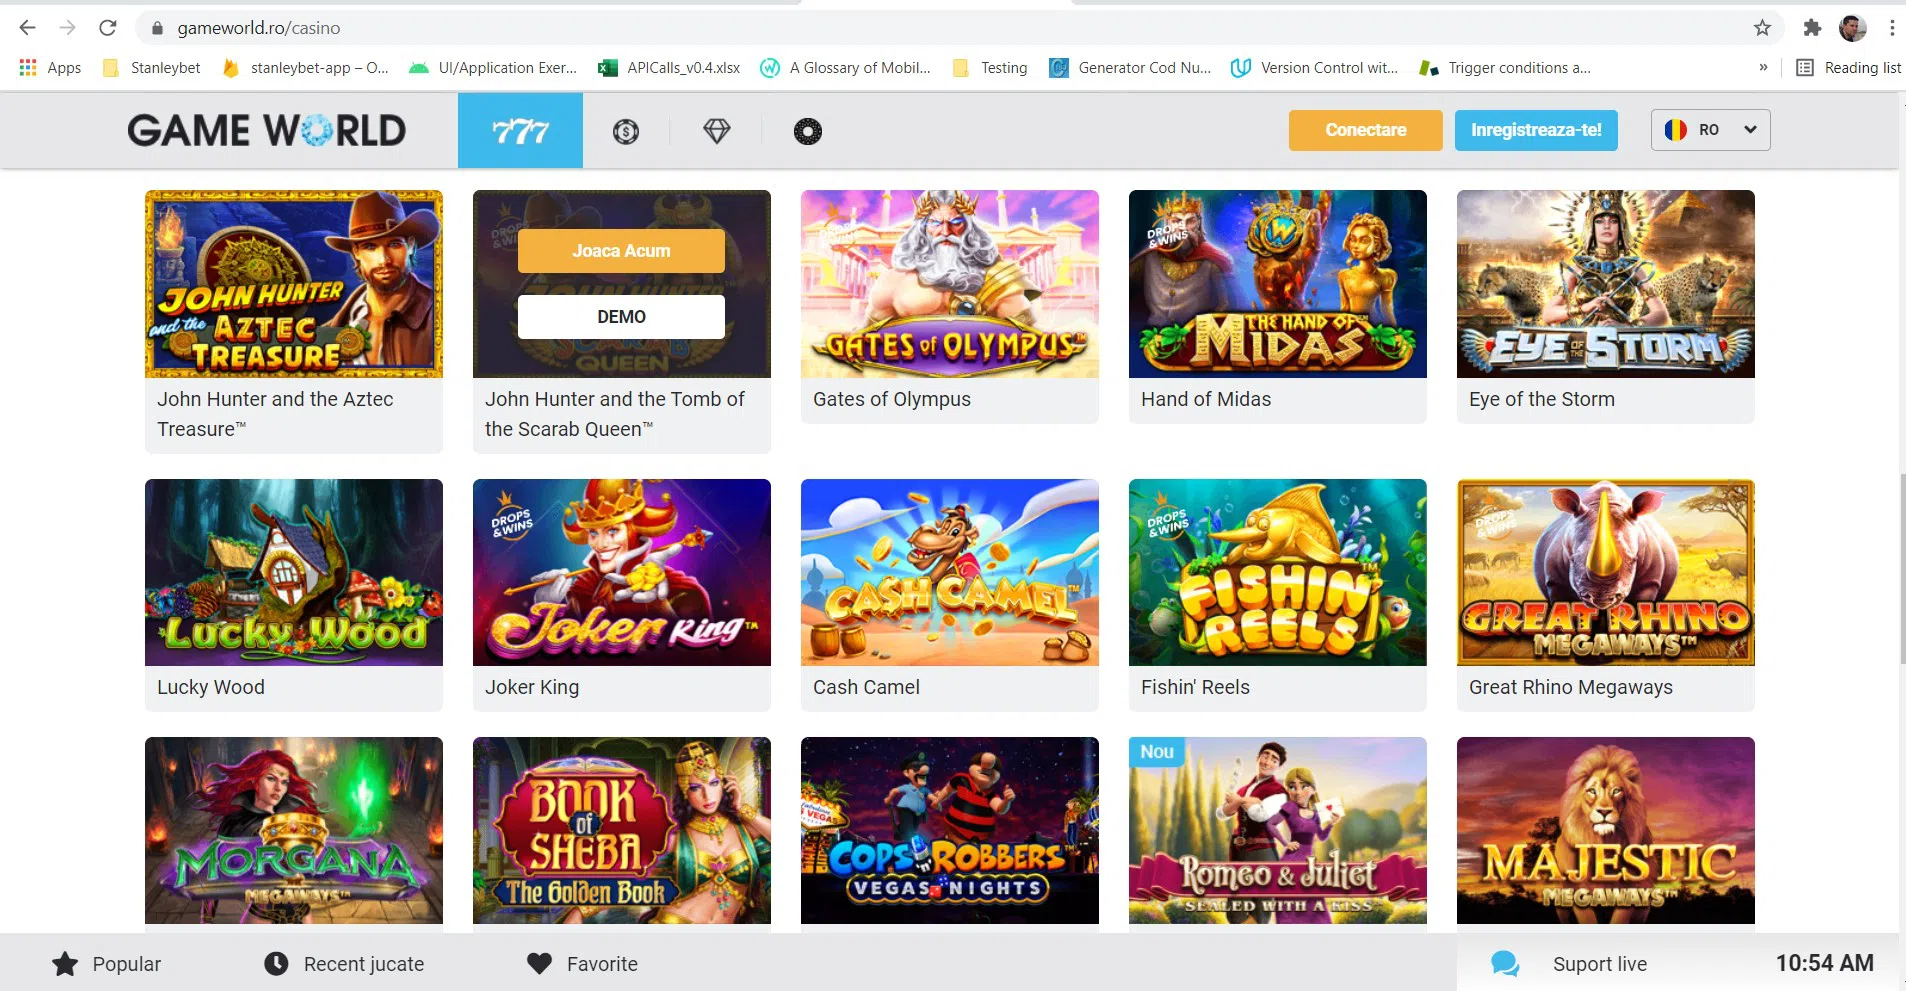 gameworld.ro/casino
Apps
Stanleybet
stanleybet-app – O...
UI/Application Exer...
APICalls_v0.4.xlsx
A Glossary of Mobil...
Testing
Generator Cod Nu...
Version Control wit...
Trigger conditions a...
»
Reading list
GAME WORLD
777
Conectare
Inregistreaza-te!
RO
JOHN HUNTER
and the AZTEC
TREASURE
Joaca Acum
DEMO
SCARAB
QUEEN
GATES of OLYMPUS™
DROPS
&WINS
THE HAND OF
MIDAS
EYE OF THE STORM
John Hunter and the Aztec
Treasure™
John Hunter and the Tomb of
the Scarab Queen™
Gates of Olympus
Hand of Midas
Eye of the Storm
Lucky Wood
DROPS
&WINS
Joker King™
CASH CAMEL™
DROPS
&WINS
FISHIN™
REELS
DROPS
&WINS
GREAT RHINO
MEGAWAYS™
Lucky Wood
Joker King
Cash Camel
Fishin' Reels
Great Rhino Megaways
MORGANA
MEGAWAYS™
BOOK
of
SHEBA
The Golden Book
COPS 'n' ROBBERS
VEGAS NIGHTS
Nou
Romeo & Juliet
SEALED WITH A KISS
MAJESTIC
MEGAWAYS™
Popular
Recent jucate
Favorite
Suport live
10:54 AM